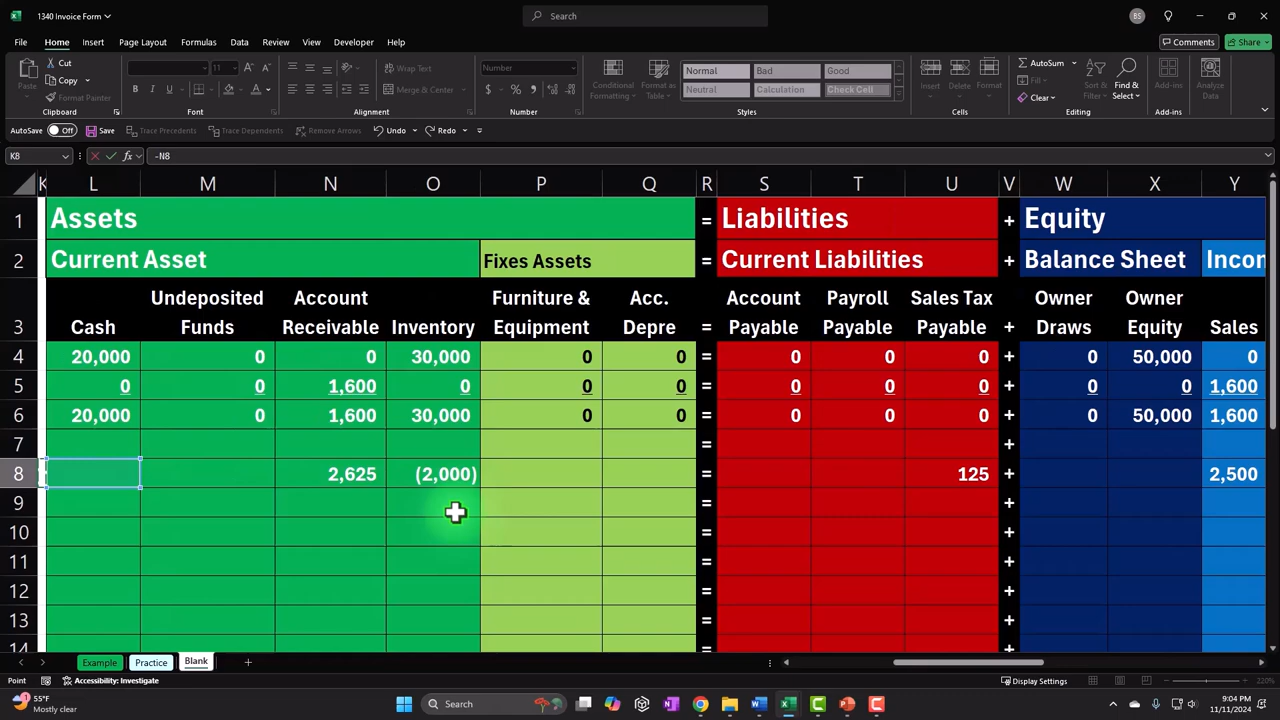 1340 Invoice Form
Search
BS
File Home Insert Page Layout Formulas Data Review View Developer Help
Comments
Share
Paste
Cut
Copy
Format Painter
Clipboard
11
Font
Wrap Text
Merge & Center
Alignment
Number
Number
Conditional Formatting
Format as Table
Normal Bad Good
Neutral Calculation Check Cell
Styles
Insert Delete Format
Cells
AutoSum
Fill
Clear
Sort & Filter
Find & Select
Editing
Add-ins
Add-ins
Analyze Data
AutoSave Off Save Trace Precedents Trace Dependents Remove Arrows Undo Redo
K8 fx -N8
K L M N O P Q R S T U V W X Y
1 Assets = Liabilities + Equity
2 Current Asset Fixes Assets = Current Liabilities + Balance Sheet Incor
Undeposited Account Furniture & Acc. Account Payroll Sales Tax Owner Owner
3 Cash Funds Receivable Inventory Equipment Depre = Payable Payable Payable + Draws Equity Sales
4 20,000 0 0 30,000 0 0 = 0 0 0 + 0 50,000 0
5 0 0 1,600 0 0 0 = 0 0 0 + 0 0 1,600
6 20,000 0 1,600 30,000 0 0 = 0 0 0 + 0 50,000 1,600
7 = +
8 2,625 (2,000) = 125 + 2,500
9 = +
10 = +
11 = +
12 = +
13 = +
14
Example Practice Blank
Point Accessibility: Investigate Display Settings 220%
55°F
Mostly clear
Search
9:04 PM
11/11/2024